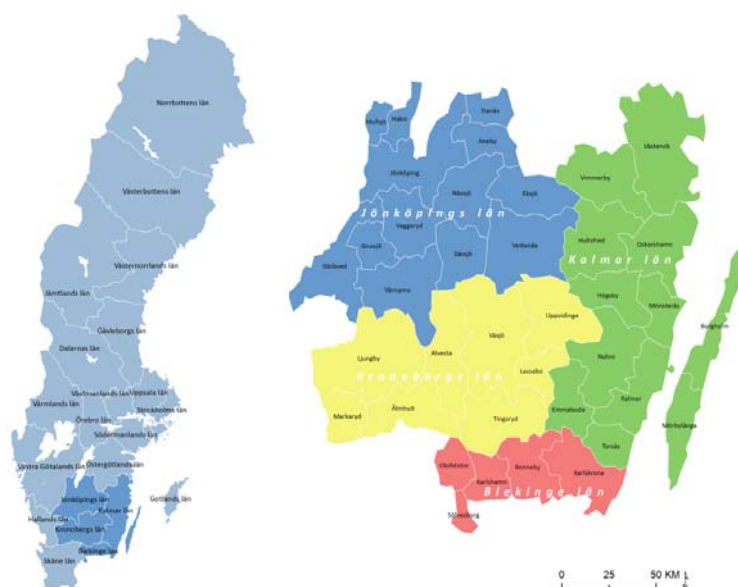 Norrbottens län
Västerbottens län
Västernorrlands län
Jämtlands län
Gävleborgs län
Dalarnas län
Västmanlands län
Uppsala län
Värmlands län
Stockholms län
Örebro län
Södermanlands län
Västra Götalands län
Östergötlands län
Jönköpings län
Kalmar län
Gotlands län
Hallands län
Kronobergs län
Blekinge län
Skåne län
Mullsjö
Habo
Tranås
Aneby
Jönköping
Nässjö
Eksjö
Jönköpings län
Vaggeryd
Gnosjö
Sävsjö
Vetlanda
Gislaved
Värnamo
Västervik
Vimmerby
Hultsfred
Oskarshamn
Kalmar län
Högsby
Mönsterås
Borgholm
Nybro
Kalmar
Emmaboda
Mörbylånga
Torsås
Uppvidinge
Växjö
Ljungby
Alvesta
Lessebo
Kronobergs län
Markaryd
Älmhult
Tingsryd
Olofström
Ronneby
Karlskrona
Karlshamn
Blekinge län
Sölvesborg
0 25 50 KM